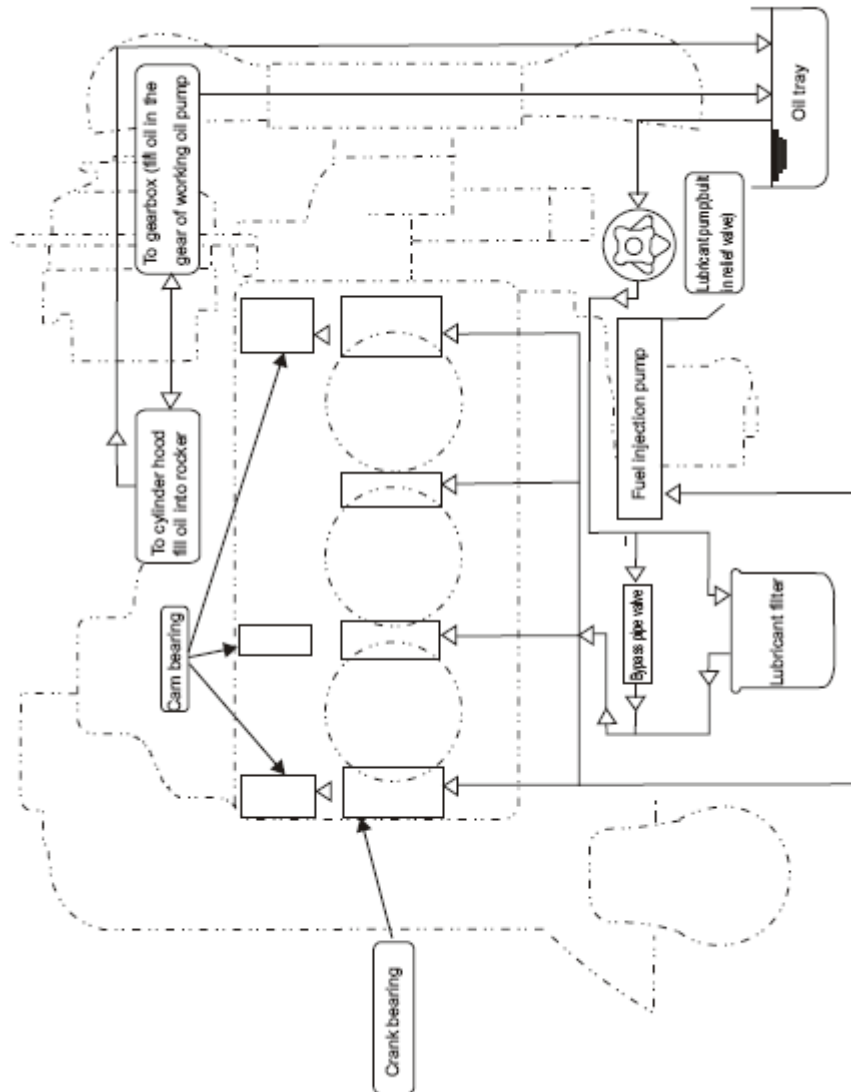 To gearbox (fill oil in the
gear of working oil pump
To cylinder hood
fill oil into rocker
Cam bearing
Crank bearing
Oil tray
Lubricant pump(built
in relief valve)
Fuel injection pump
Bypass pipe valve
Lubricant filter